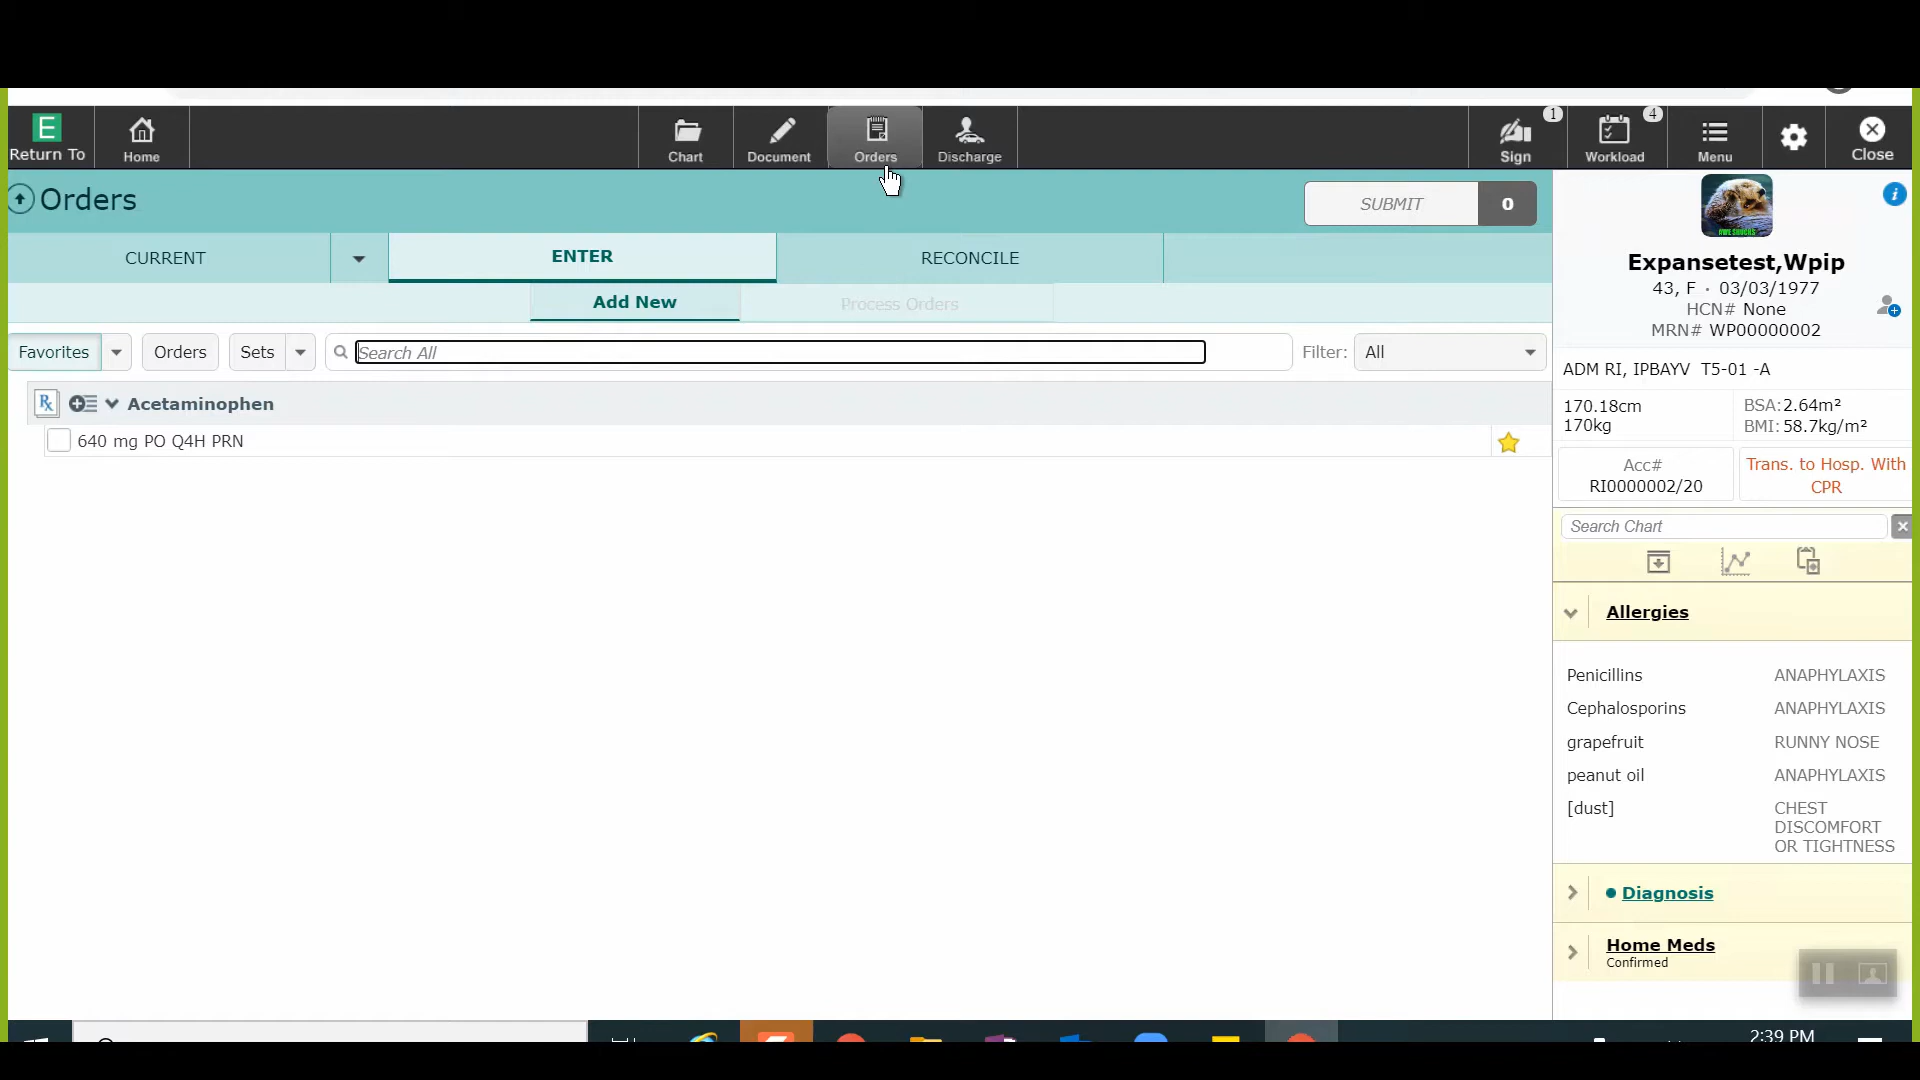 E
Return To
Home
Chart
Document
Orders
Discharge
1
Sign
4
Workload
Menu
Close
Orders
SUBMIT
0
CURRENT
ENTER
RECONCILE
Add New
Process Orders
Favorites
Orders
Sets
Search All
Filter:
All
Rx
Acetaminophen
640 mg PO Q4H PRN
AWE SHUCKS
Expansetest,Wpip
43, F · 03/03/1977
HCN# None
MRN# WP00000002
ADM RI, IPBAYV T5-01 -A
170.18cm
170kg
BSA:2.64m²
BMI:58.7kg/m²
Acc#
RI0000002/20
Trans. to Hosp. With
CPR
Search Chart
Allergies
Penicillins ANAPHYLAXIS
Cephalosporins ANAPHYLAXIS
grapefruit RUNNY NOSE
peanut oil ANAPHYLAXIS
[dust] CHEST
DISCOMFORT
OR TIGHTNESS
Diagnosis
Home Meds
Confirmed
2:39 PM